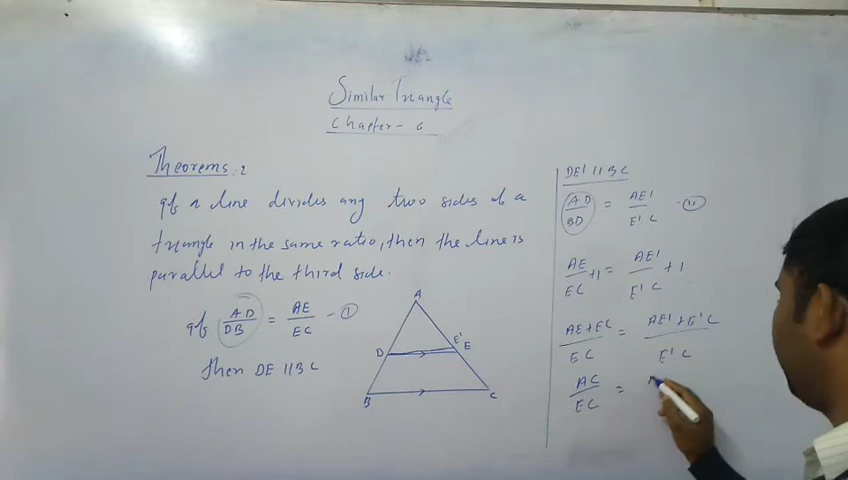 Similar Triangle
Chapter - 6
Theorems: 2
If a line divides any two sides of a
triangle in the same ratio, then the line is
parallel to the third side.
If AD/DB = AE/EC - ①
then DE || BC
A
D E' E
B C
DE' || BC
AD/BD = AE'/E'C - ②
AE/EC + 1 = AE'/E'C + 1
AE+EC/EC = AE'+E'C/E'C
AC/EC =